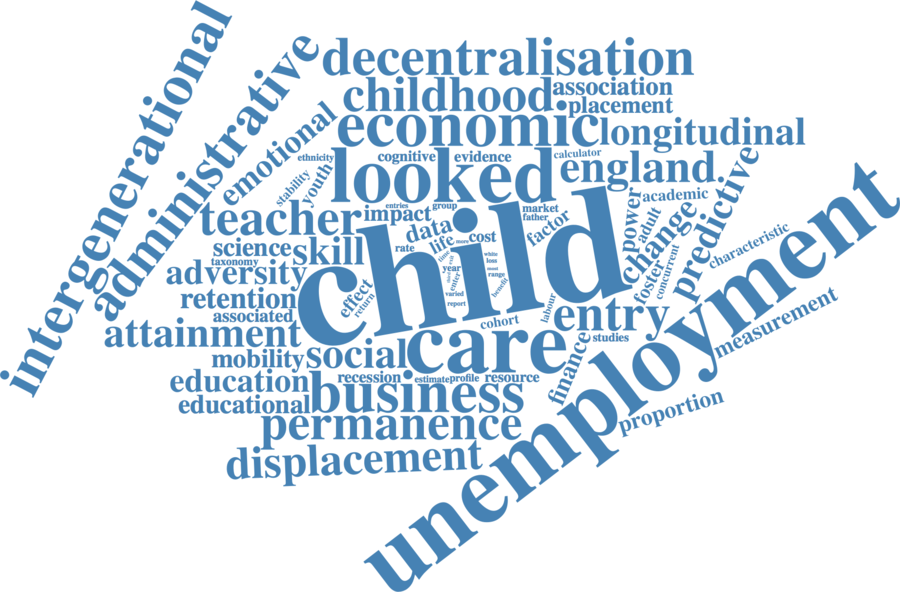 intergenerational
administrative
decentralisation
association
childhood
placement
emotional
economic
longitudinal
ethnicity
cognitive
evidence
calculator
stability
youth
looked
england
predictive
teacher
impact
entries
group
market
father
factor
power
adult
academic
change
science
skill
data
life
cost
rate
time
taxonomy
adversity
child
year
white
loss
range
enter
benefit
varied
report
foster
concurrent
characteristic
unemployment
retention
effect
return
associated
attainment
cohort
labour
entry
studies
measurement
mobility
social
care
finance
education
recession
estimate
profile
resource
educational
business
proportion
permanence
displacement